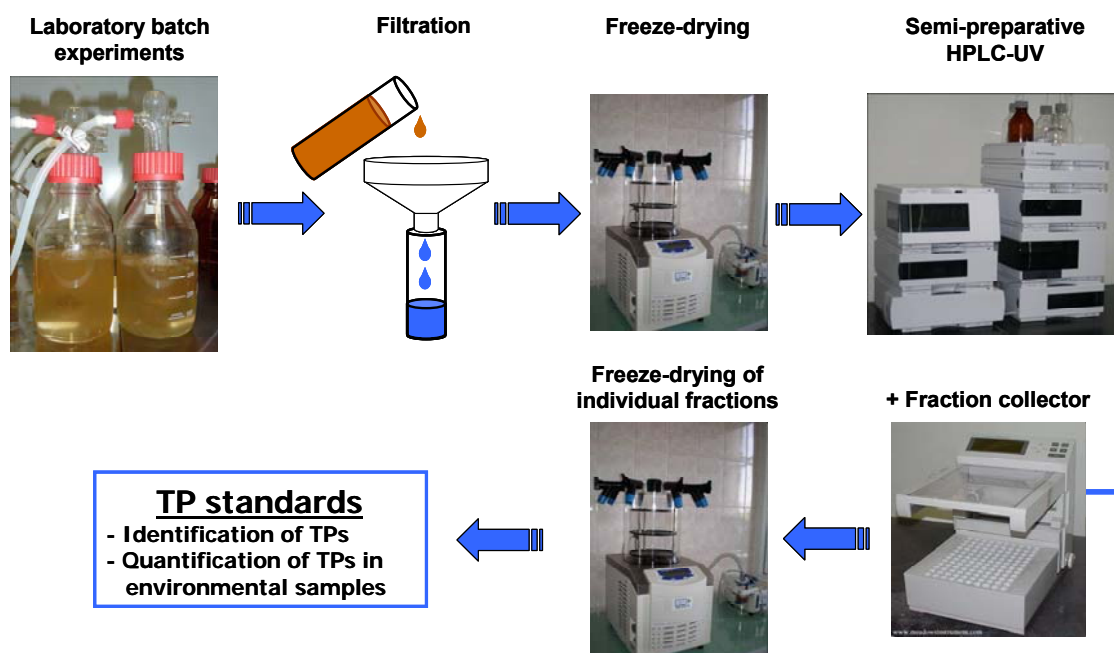 Laboratory batch
experiments
Filtration
Freeze-drying
Semi-preparative
HPLC-UV
Freeze-drying of
individual fractions
+ Fraction collector
TP standards
- Identification of TPs
- Quantification of TPs in
environmental samples